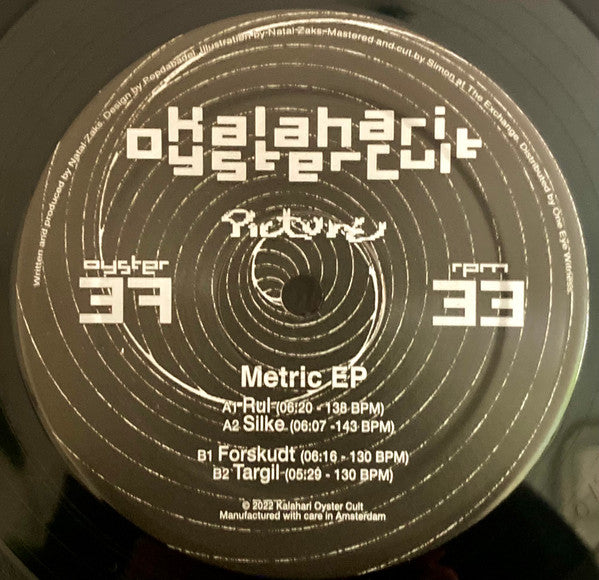 Written and produced by Natal Zaks. Design by Pepdabadel. Illustration by Natal Zaks. Mastered and cut by Simon at The Exchange. Distributed by One Eye Witness.
Kalahari
OysterCult
Picture
oyster
37
rpm
33
Metric EP
A1 Rul (06:20 - 138 BPM)
A2 Silke (06:07 -143 BPM)
B1 Forskudt (06:16 - 130 BPM)
B2 Targil (05:29 - 130 BPM)
© 2022 Kalahari Oyster Cult
Manufactured with care in Amsterdam